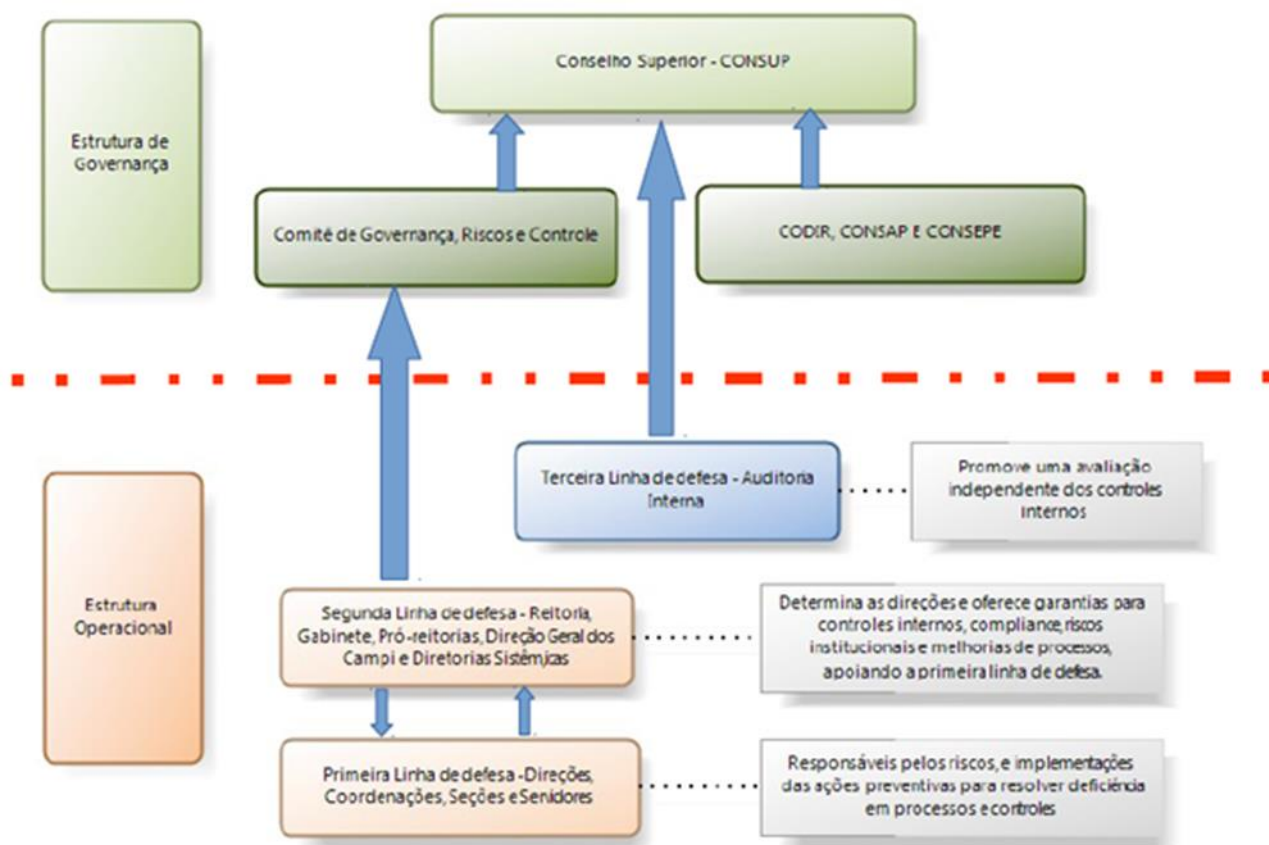 Estrutura de
Governança
Conselho Superior - CONSUP
Comitê de Governança, Riscos e Controle
CODIR, CONSAP E CONSEPE
Estrutura
Operacional
Terceira Linha de defesa - Auditoria
Interna
Promove uma avaliação
independente dos controles
internos
Segunda Linha de defesa - Reitoria,
Gabinete, Pró-reitorias, Direção Geral dos
Campi e Diretorias Sistêmicas
Determina as direções e oferece garantias para
controles internos, compliance, riscos
institucionais e melhorias de processos,
apoiando a primeira linha de defesa.
Primeira Linha de defesa -Direções,
Coordenações, Seções e Servidores
Responsáveis pelos riscos, e implementações
das ações preventivas para resolver deficiência
em processos e controles